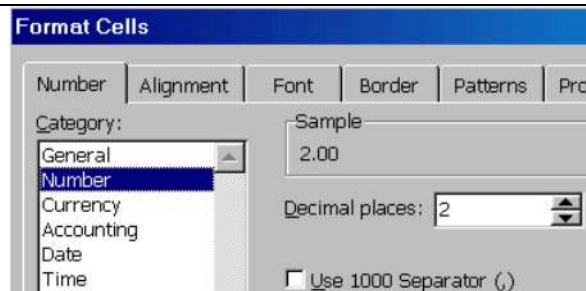 Format Cells
Number Alignment Font Border Patterns Pro
Category:
General
Number
Currency
Accounting
Date
Time
Sample
2.00
Decimal places: 2
Use 1000 Separator (,)